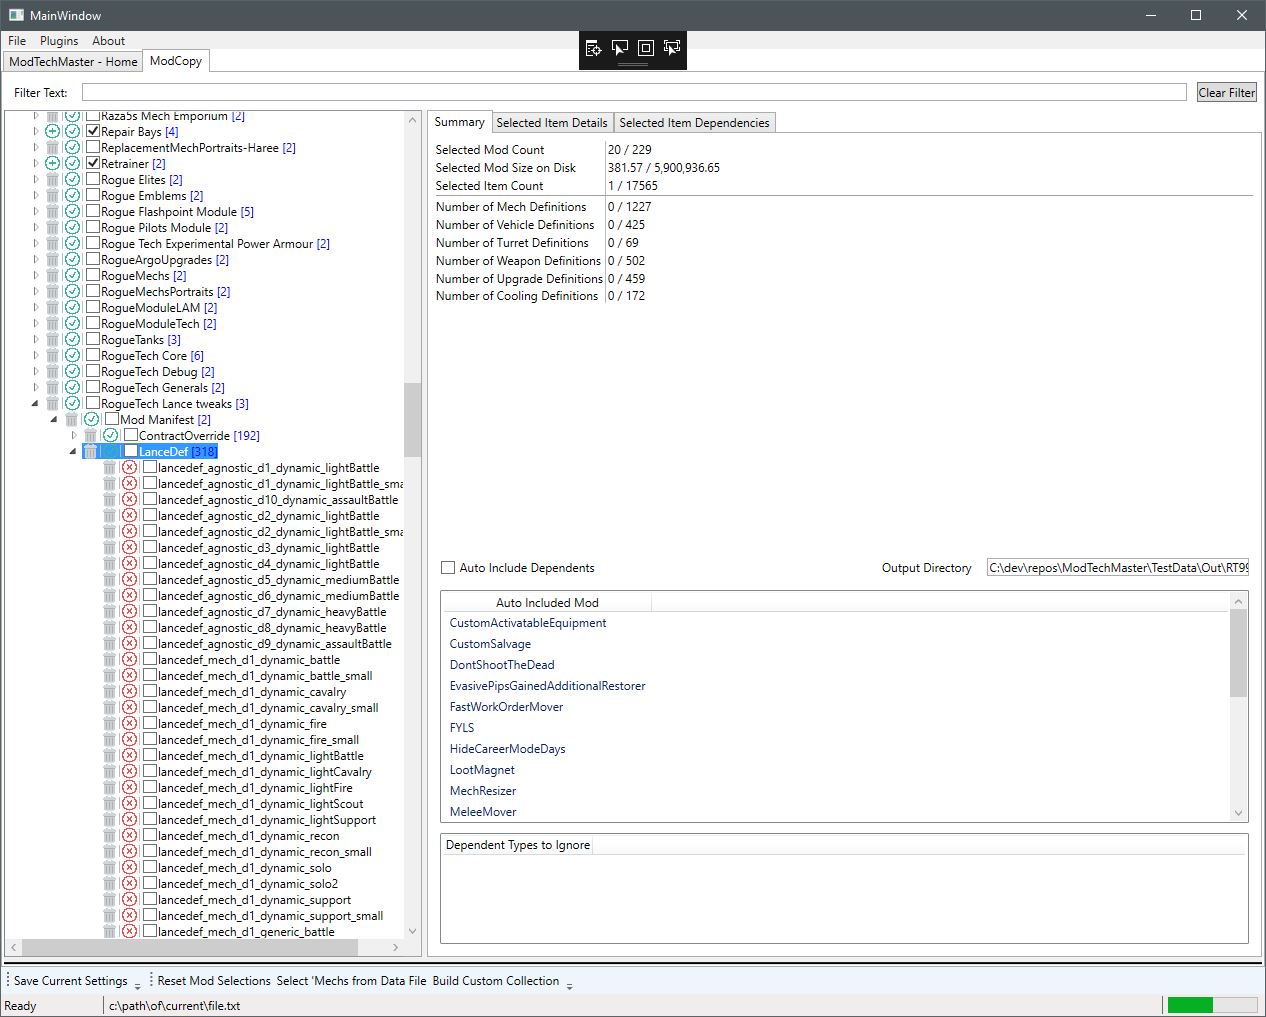 MainWindow
File Plugins About
ModTechMaster - Home ModCopy
Filter Text: Clear Filter
Raza5s Mech Emporium [2]
Repair Bays [4]
ReplacementMechPortraits-Haree [2]
Retrainer [2]
Rogue Elites [2]
Rogue Emblems [2]
Rogue Flashpoint Module [5]
Rogue Pilots Module [2]
Rogue Tech Experimental Power Armour [2]
RogueArgoUpgrades [2]
RogueMechs [2]
RogueMechsPortraits [2]
RogueModuleLAM [2]
RogueModuleTech [2]
RogueTanks [3]
RogueTech Core [6]
RogueTech Debug [2]
RogueTech Generals [2]
RogueTech Lance tweaks [3]
Mod Manifest [2]
ContractOverride [192]
LanceDef [318]
lancedef_agnostic_d1_dynamic_lightBattle
lancedef_agnostic_d1_dynamic_lightBattle_sma
lancedef_agnostic_d10_dynamic_assaultBattle
lancedef_agnostic_d2_dynamic_lightBattle
lancedef_agnostic_d2_dynamic_lightBattle_sma
lancedef_agnostic_d3_dynamic_lightBattle
lancedef_agnostic_d4_dynamic_lightBattle
lancedef_agnostic_d5_dynamic_mediumBattle
lancedef_agnostic_d6_dynamic_mediumBattle
lancedef_agnostic_d7_dynamic_heavyBattle
lancedef_agnostic_d8_dynamic_heavyBattle
lancedef_agnostic_d9_dynamic_assaultBattle
lancedef_mech_d1_dynamic_battle
lancedef_mech_d1_dynamic_battle_small
lancedef_mech_d1_dynamic_cavalry
lancedef_mech_d1_dynamic_cavalry_small
lancedef_mech_d1_dynamic_fire
lancedef_mech_d1_dynamic_fire_small
lancedef_mech_d1_dynamic_lightBattle
lancedef_mech_d1_dynamic_lightCavalry
lancedef_mech_d1_dynamic_lightFire
lancedef_mech_d1_dynamic_lightScout
lancedef_mech_d1_dynamic_lightSupport
lancedef_mech_d1_dynamic_recon
lancedef_mech_d1_dynamic_recon_small
lancedef_mech_d1_dynamic_solo
lancedef_mech_d1_dynamic_solo2
lancedef_mech_d1_dynamic_support
lancedef_mech_d1_dynamic_support_small
lancedef_mech_d1_generic_battle
Summary Selected Item Details Selected Item Dependencies
Selected Mod Count 20 / 229
Selected Mod Size on Disk 381.57 / 5,900,936.65
Selected Item Count 1 / 17565
Number of Mech Definitions 0 / 1227
Number of Vehicle Definitions 0 / 425
Number of Turret Definitions 0 / 69
Number of Weapon Definitions 0 / 502
Number of Upgrade Definitions 0 / 459
Number of Cooling Definitions 0 / 172
Auto Include Dependents Output Directory C:\dev\repos\ModTechMaster\TestData\Out\RT99
Auto Included Mod
CustomActivatableEquipment
CustomSalvage
DontShootTheDead
EvasivePipsGainedAdditionalRestorer
FastWorkOrderMover
FYLS
HideCareerModeDays
LootMagnet
MechResizer
MeleeMover
Dependent Types to Ignore
Save Current Settings Reset Mod Selections Select 'Mechs from Data File Build Custom Collection
Ready c:\path\of\current\file.txt